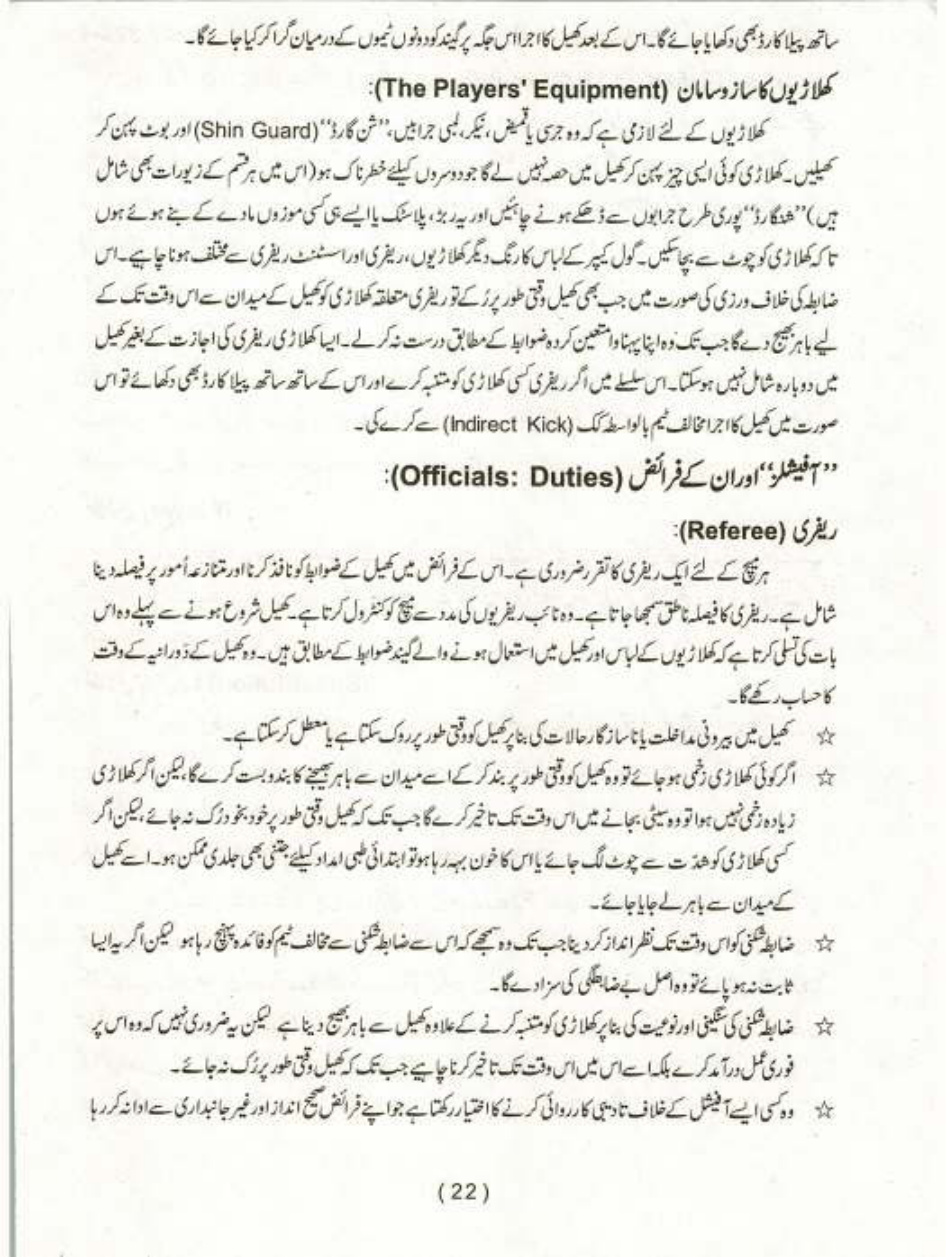 ساتھ پیلا کارڈ بھی دکھایا جائے گا۔ اس کے بعد کھیل کا اجرا اس جگہ پر گیند کو دونوں ٹیموں کے درمیان گرا کر کیا جائے گا۔
کھلاڑیوں کا ساز و سامان (The Players' Equipment):
کھلاڑیوں کے لئے لازمی ہے کہ وہ جرسی یا قمیض، نیکر، لمبی جرابیں، ”شن گارڈ“ (Shin Guard) اور بوٹ پہن کر
کھیلیں۔ کھلاڑی کوئی ایسی چیز پہن کر کھیل میں حصہ نہیں لے گا جو دوسروں کیلئے خطرناک ہو (اس میں ہر قسم کے زیورات بھی شامل
ہیں) ”شنگارڈ“ پوری طرح جرابوں سے ڈھکے ہونے چاہئیں اور یہ ربڑ، پلاسٹک یا ایسے ہی کسی موزوں مادے کے بنے ہوئے ہوں
تا کہ کھلاڑی کو چوٹ سے بچا سکیں۔ گول کیپر کے لباس کا رنگ دیگر کھلاڑیوں، ریفری اور اسسٹنٹ ریفری سے مختلف ہونا چاہیے۔ اس
ضابطہ کی خلاف ورزی کی صورت میں جب بھی کھیل وقتی طور پر رُکے تو ریفری متعلقہ کھلاڑی کو کھیل کے میدان سے اس وقت تک کے
لیے باہر بھیج دے گا جب تک وہ اپنا پہناوا متعین کردہ ضوابط کے مطابق درست نہ کر لے۔ ایسا کھلاڑی ریفری کی اجازت کے بغیر کھیل
میں دوبارہ شامل نہیں ہو سکتا۔ اس سلسلے میں اگر ریفری کسی کھلاڑی کو متنبہ کرے اور اس کے ساتھ ساتھ پیلا کارڈ بھی دکھائے تو اس
صورت میں کھیل کا اجرا مخالف ٹیم بالواسطہ کک (Indirect Kick) سے کرے گی۔
”آفیشلز“ اور ان کے فرائض (Officials: Duties):
ریفری (Referee):
ہر میچ کے لئے ایک ریفری کا تقرر ضروری ہے۔ اس کے فرائض میں کھیل کے ضوابط کو نافذ کرنا اور متنازعہ اُمور پر فیصلہ دینا
شامل ہے۔ ریفری کا فیصلہ ناطق سمجھا جاتا ہے۔ وہ نائب ریفریوں کی مدد سے میچ کو کنٹرول کرتا ہے۔ کھیل شروع ہونے سے پہلے وہ اس
بات کی تسلی کرتا ہے کہ کھلاڑیوں کے لباس اور کھیل میں استعمال ہونے والے گیند ضوابط کے مطابق ہیں۔ وہ کھیل کے دَورانیہ کے وقت
کا حساب رکھے گا۔
☆ کھیل میں بیرونی مداخلت یا ناسازگار حالات کی بنا پر کھیل کو وقتی طور پر روک سکتا ہے یا معطل کر سکتا ہے۔
☆ اگر کوئی کھلاڑی زخمی ہو جائے تو وہ کھیل کو وقتی طور پر بند کر کے اسے میدان سے باہر بھیجنے کا بندوبست کرے گا، لیکن اگر کھلاڑی
زیادہ زخمی نہیں ہوا تو وہ سیٹی بجانے میں اس وقت تک تاخیر کرے گا جب تک کہ کھیل وقتی طور پر خود بخود رُک نہ جائے، لیکن اگر
کسی کھلاڑی کو شدّت سے چوٹ لگ جائے یا اس کا خون بہہ رہا ہو تو ابتدائی طبی امداد کیلئے جتنی بھی جلدی ممکن ہو۔ اسے کھیل
کے میدان سے باہر لے جایا جائے۔
☆ ضابطہ شکنی کو اس وقت تک نظر انداز کر دینا جب تک وہ سمجھے کہ اس سے ضابطہ شکنی سے مخالف ٹیم کو فائدہ پہنچ رہا ہو لیکن اگر یہ ایسا
ثابت نہ ہو پائے تو وہ اصل بے ضابطگی کی سزا دے گا۔
☆ ضابطہ شکنی کی سنگینی اور نوعیت کی بنا پر کھلاڑی کو متنبہ کرنے کے علاوہ کھیل سے باہر بھیج دینا ہے لیکن یہ ضروری نہیں کہ وہ اس پر
فوری عمل درآمد کرے بلکہ اسے اس میں اس وقت تک تاخیر کرنا چاہیے جب تک کہ کھیل وقتی طور پر رُک نہ جائے۔
☆ وہ کسی ایسے آفیشل کے خلاف تادیبی کارروائی کرنے کا اختیار رکھتا ہے جو اپنے فرائض صحیح انداز اور غیر جانبداری سے ادا نہ کر رہا
(22)